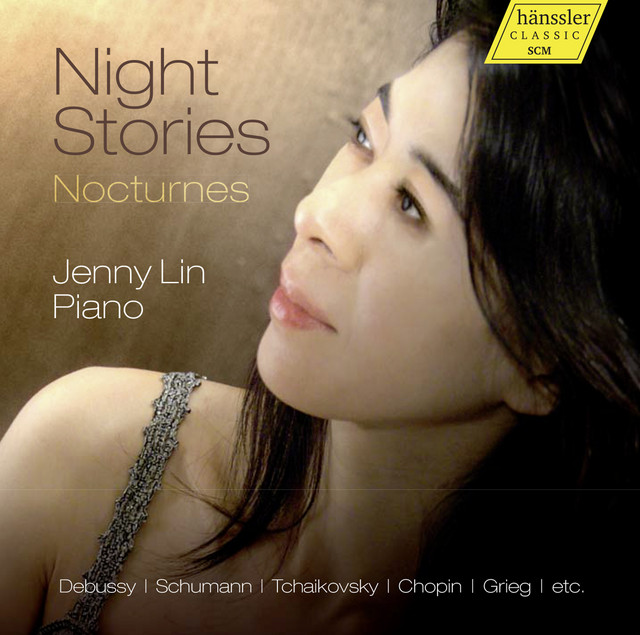 hänssler
CLASSIC
SCM
Night
Stories
Nocturnes
Jenny Lin
Piano
Debussy | Schumann | Tchaikovsky | Chopin | Grieg | etc.